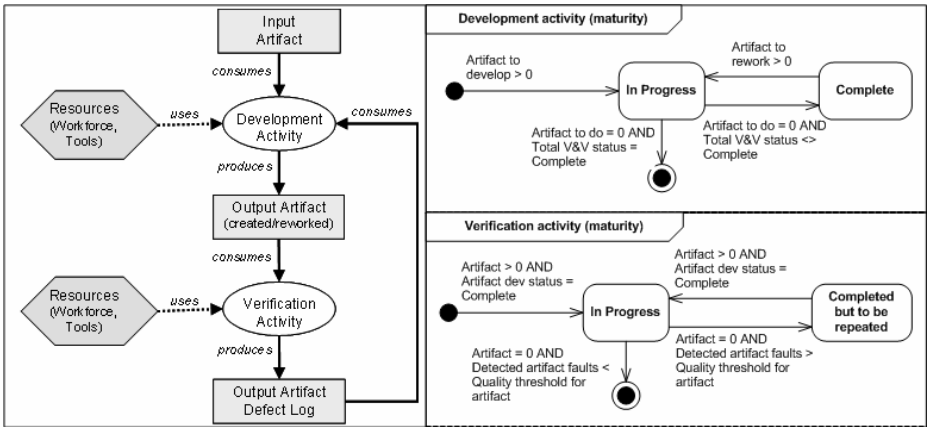 Input
Artifact
consumes
Resources
(Workforce,
Tools)
uses
Development
Activity
consumes
produces
Output Artifact
(created/reworked)
consumes
Resources
(Workforce,
Tools)
uses
Verification
Activity
produces
Output Artifact
Defect Log
Development activity (maturity)
Artifact to
develop > 0
In Progress
Artifact to
rework > 0
Complete
Artifact to do = 0 AND
Total V&V status =
Complete
Artifact to do = 0 AND
Total V&V status <>
Complete
Verification activity (maturity)
Artifact > 0 AND
Artifact dev status =
Complete
In Progress
Artifact > 0 AND
Artifact dev status =
Complete
Completed
but to be
repeated
Artifact = 0 AND
Detected artifact faults <
Quality threshold for
artifact
Artifact = 0 AND
Detected artifact faults >
Quality threshold for
artifact